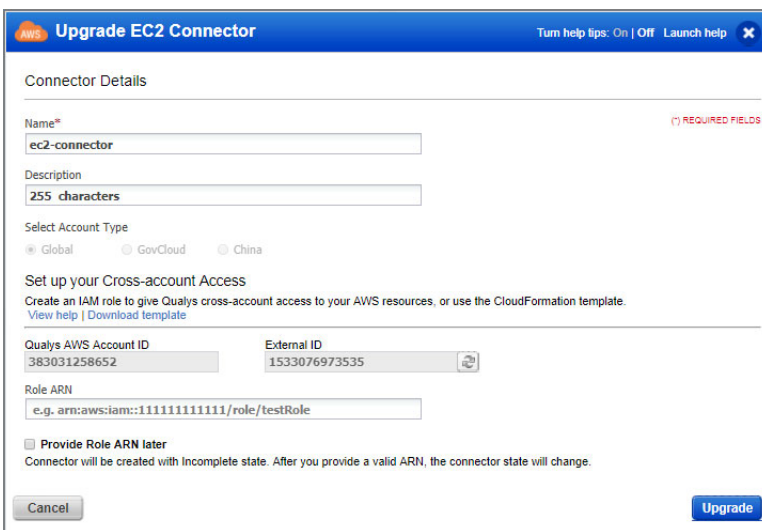 AWS Upgrade EC2 Connector Turn help tips: On | Off Launch help
Connector Details
Name* (*) REQUIRED FIELDS
ec2-connector
Description
255 characters
Select Account Type
Global GovCloud China
Set up your Cross-account Access
Create an IAM role to give Qualys cross-account access to your AWS resources, or use the CloudFormation template.
View help | Download template
Qualys AWS Account ID External ID
383031258652 1533076973535
Role ARN
e.g. arn:aws:iam::111111111111/role/testRole
Provide Role ARN later
Connector will be created with Incomplete state. After you provide a valid ARN, the connector state will change.
Cancel Upgrade